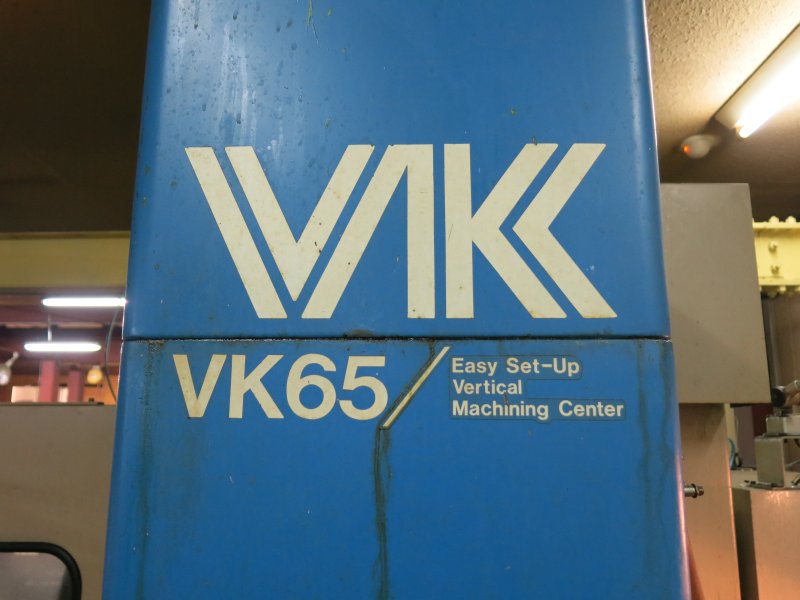 VK
VK65/Easy Set-Up
Vertical
Machining Center